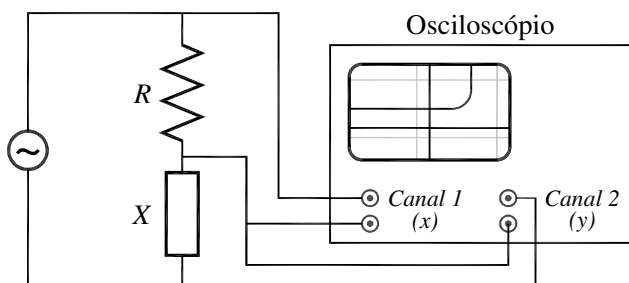 Osciloscópio
R
X
~
Canal 1
(x)
Canal 2
(y)